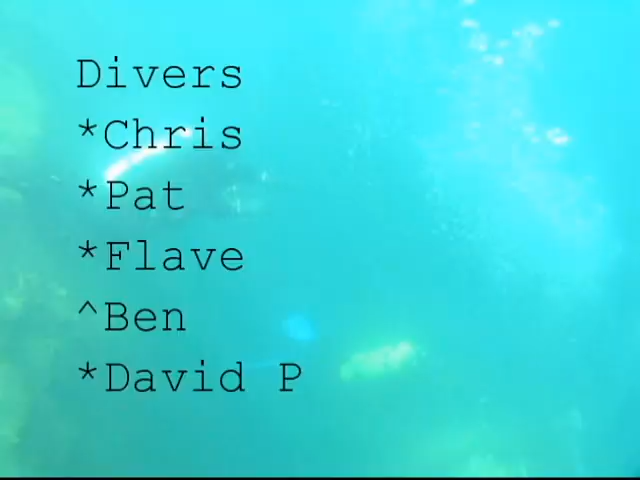 Divers
*Chris
*Pat
*Flave
^Ben
*David P